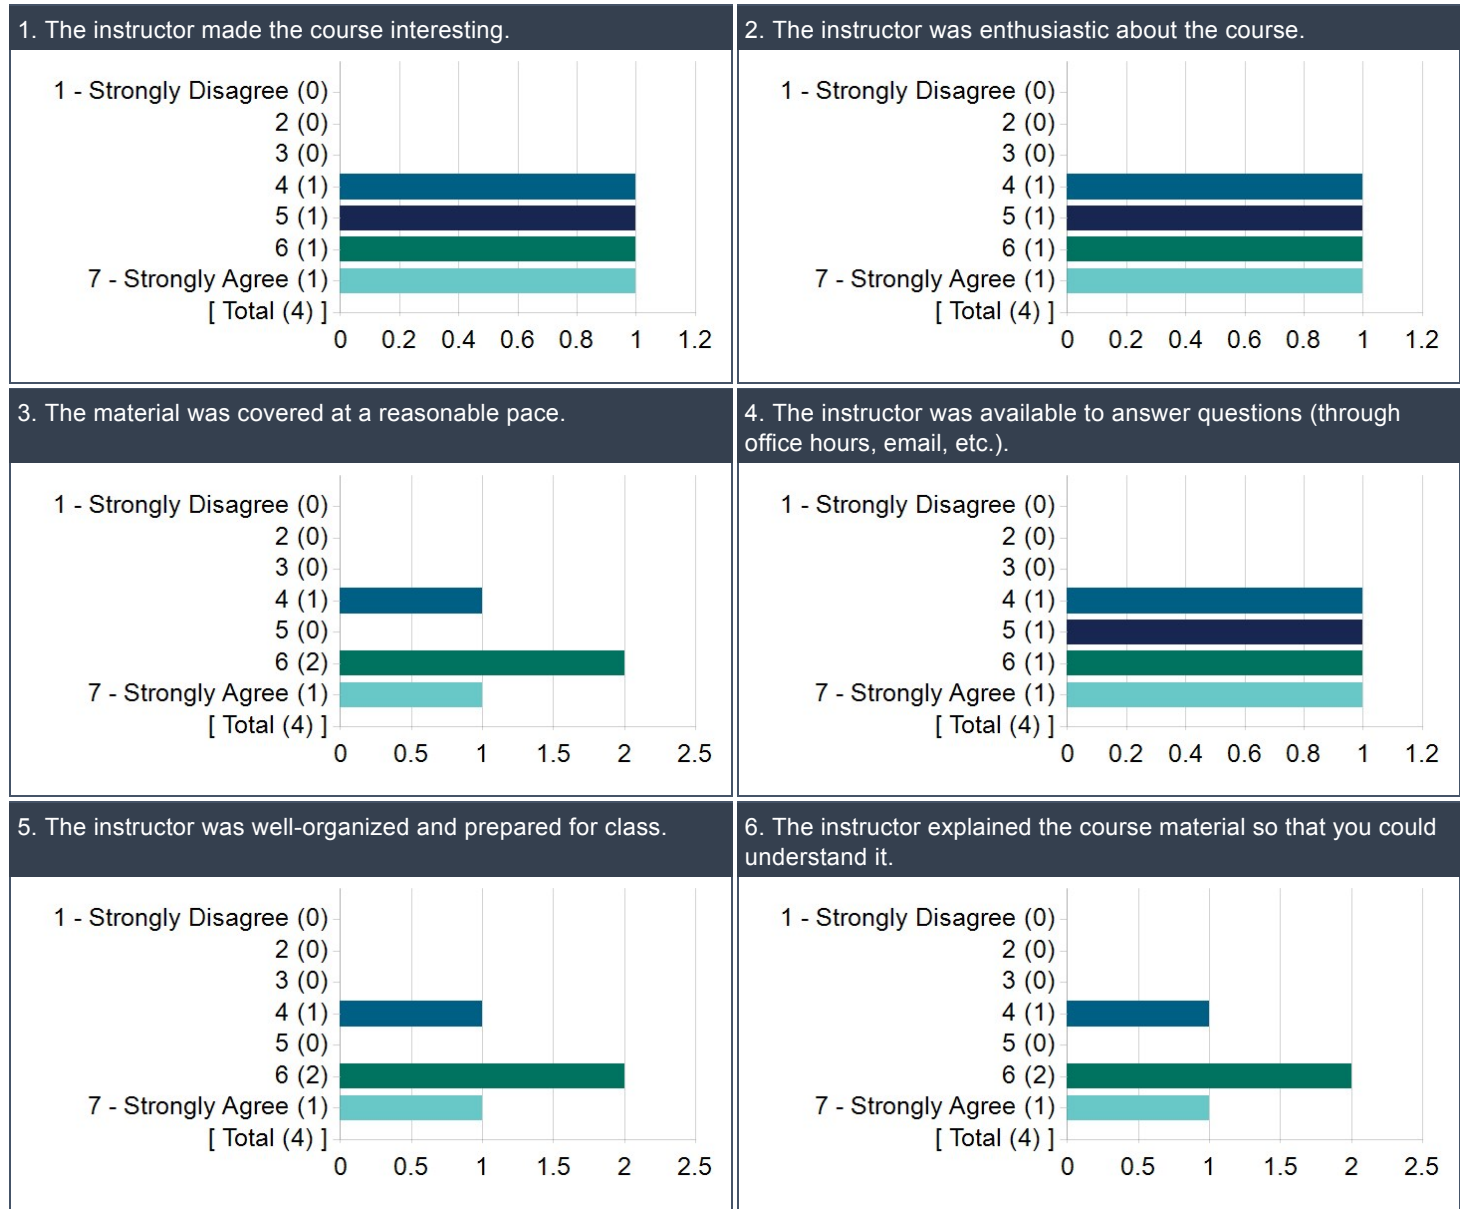 1. The instructor made the course interesting.
1 - Strongly Disagree (0)
2 (0)
3 (0)
4 (1)
5 (1)
6 (1)
7 - Strongly Agree (1)
[ Total (4) ]
0 0.2 0.4 0.6 0.8 1 1.2
2. The instructor was enthusiastic about the course.
1 - Strongly Disagree (0)
2 (0)
3 (0)
4 (1)
5 (1)
6 (1)
7 - Strongly Agree (1)
[ Total (4) ]
0 0.2 0.4 0.6 0.8 1 1.2
3. The material was covered at a reasonable pace.
1 - Strongly Disagree (0)
2 (0)
3 (0)
4 (1)
5 (0)
6 (2)
7 - Strongly Agree (1)
[ Total (4) ]
0 0.5 1 1.5 2 2.5
4. The instructor was available to answer questions (through
office hours, email, etc.).
1 - Strongly Disagree (0)
2 (0)
3 (0)
4 (1)
5 (1)
6 (1)
7 - Strongly Agree (1)
[ Total (4) ]
0 0.2 0.4 0.6 0.8 1 1.2
5. The instructor was well-organized and prepared for class.
1 - Strongly Disagree (0)
2 (0)
3 (0)
4 (1)
5 (0)
6 (2)
7 - Strongly Agree (1)
[ Total (4) ]
0 0.5 1 1.5 2 2.5
6. The instructor explained the course material so that you could
understand it.
1 - Strongly Disagree (0)
2 (0)
3 (0)
4 (1)
5 (0)
6 (2)
7 - Strongly Agree (1)
[ Total (4) ]
0 0.5 1 1.5 2 2.5